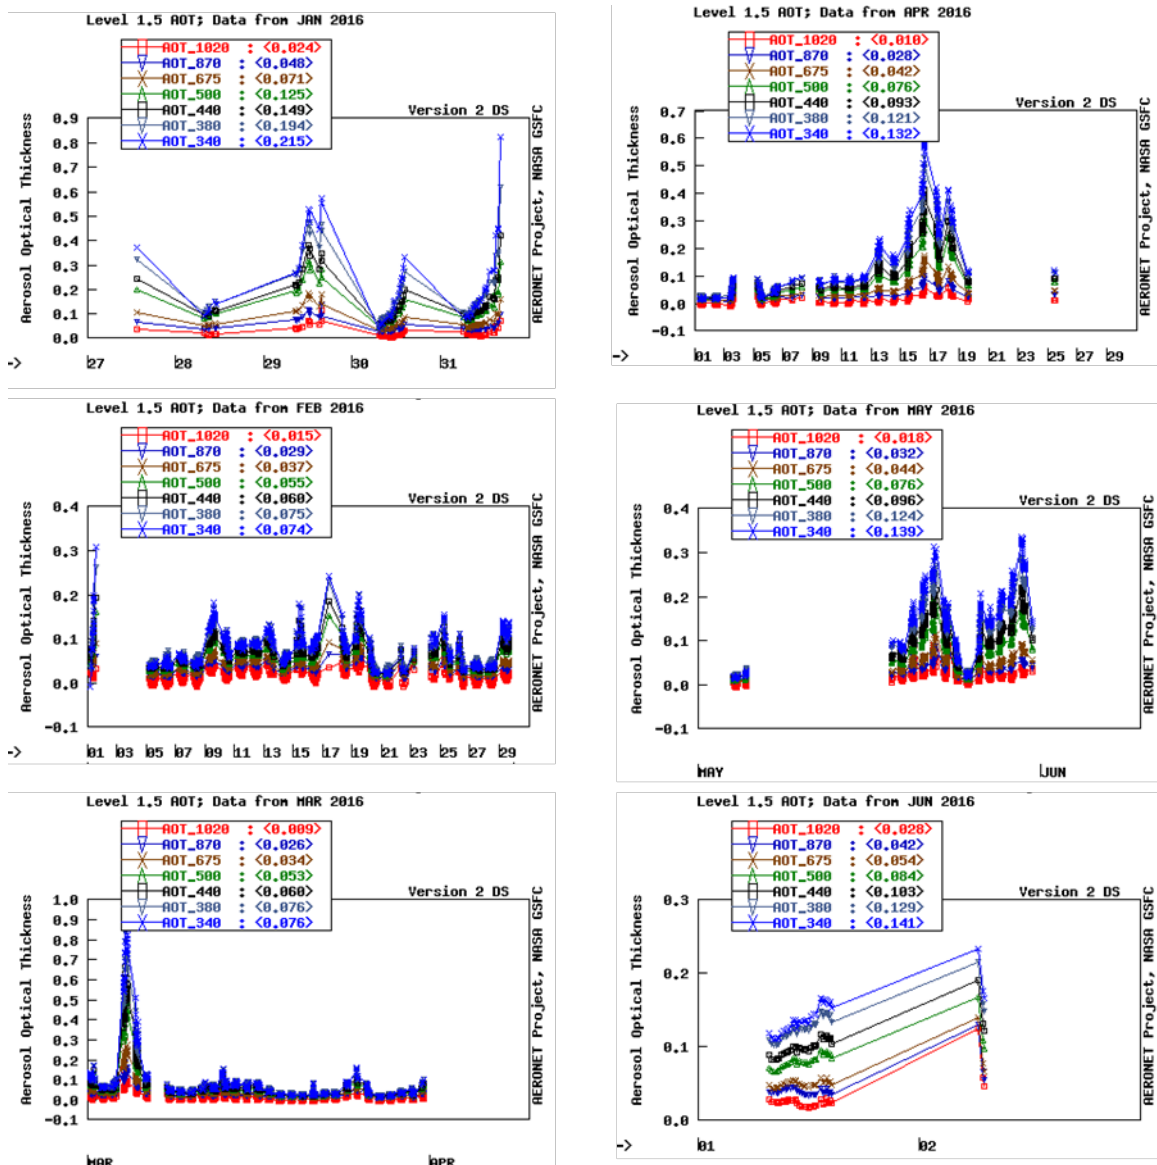 Level 1.5 AOT; Data from JAN 2016
AOT_1020 : <0.024>
AOT_870 : <0.048>
AOT_675 : <0.071>
AOT_500 : <0.125>
AOT_440 : <0.149>
AOT_380 : <0.194>
AOT_340 : <0.215>
Version 2 DS
Aerosol Optical Thickness
AERONET Project, NASA GSFC
0.9
0.8
0.7
0.6
0.5
0.4
0.3
0.2
0.1
0.0
-> 27 28 29 30 31
Level 1.5 AOT; Data from APR 2016
AOT_1020 : <0.010>
AOT_870 : <0.028>
AOT_675 : <0.042>
AOT_500 : <0.076>
AOT_440 : <0.093>
AOT_380 : <0.121>
AOT_340 : <0.132>
Version 2 DS
Aerosol Optical Thickness
AERONET Project, NASA GSFC
0.7
0.6
0.5
0.4
0.3
0.2
0.1
0.0
-0.1
-> 01 03 05 07 09 11 13 15 17 19 21 23 25 27 29
Level 1.5 AOT; Data from FEB 2016
AOT_1020 : <0.015>
AOT_870 : <0.029>
AOT_675 : <0.037>
AOT_500 : <0.055>
AOT_440 : <0.060>
AOT_380 : <0.075>
AOT_340 : <0.074>
Version 2 DS
Aerosol Optical Thickness
AERONET Project, NASA GSFC
0.4
0.3
0.2
0.1
0.0
-0.1
-> 01 03 05 07 09 11 13 15 17 19 21 23 25 27 29
Level 1.5 AOT; Data from MAY 2016
AOT_1020 : <0.018>
AOT_870 : <0.032>
AOT_675 : <0.044>
AOT_500 : <0.076>
AOT_440 : <0.096>
AOT_380 : <0.124>
AOT_340 : <0.139>
Version 2 DS
Aerosol Optical Thickness
AERONET Project, NASA GSFC
0.4
0.3
0.2
0.1
0.0
-0.1
MAY JUN
Level 1.5 AOT; Data from MAR 2016
AOT_1020 : <0.009>
AOT_870 : <0.026>
AOT_675 : <0.034>
AOT_500 : <0.053>
AOT_440 : <0.060>
AOT_380 : <0.076>
AOT_340 : <0.076>
Version 2 DS
Aerosol Optical Thickness
AERONET Project, NASA GSFC
1.0
0.9
0.8
0.7
0.6
0.5
0.4
0.3
0.2
0.1
0.0
-0.1
MAR APR
Level 1.5 AOT; Data from JUN 2016
AOT_1020 : <0.028>
AOT_870 : <0.042>
AOT_675 : <0.054>
AOT_500 : <0.084>
AOT_440 : <0.103>
AOT_380 : <0.129>
AOT_340 : <0.141>
Version 2 DS
Aerosol Optical Thickness
AERONET Project, NASA GSFC
0.3
0.2
0.1
0.0
-> 01 02